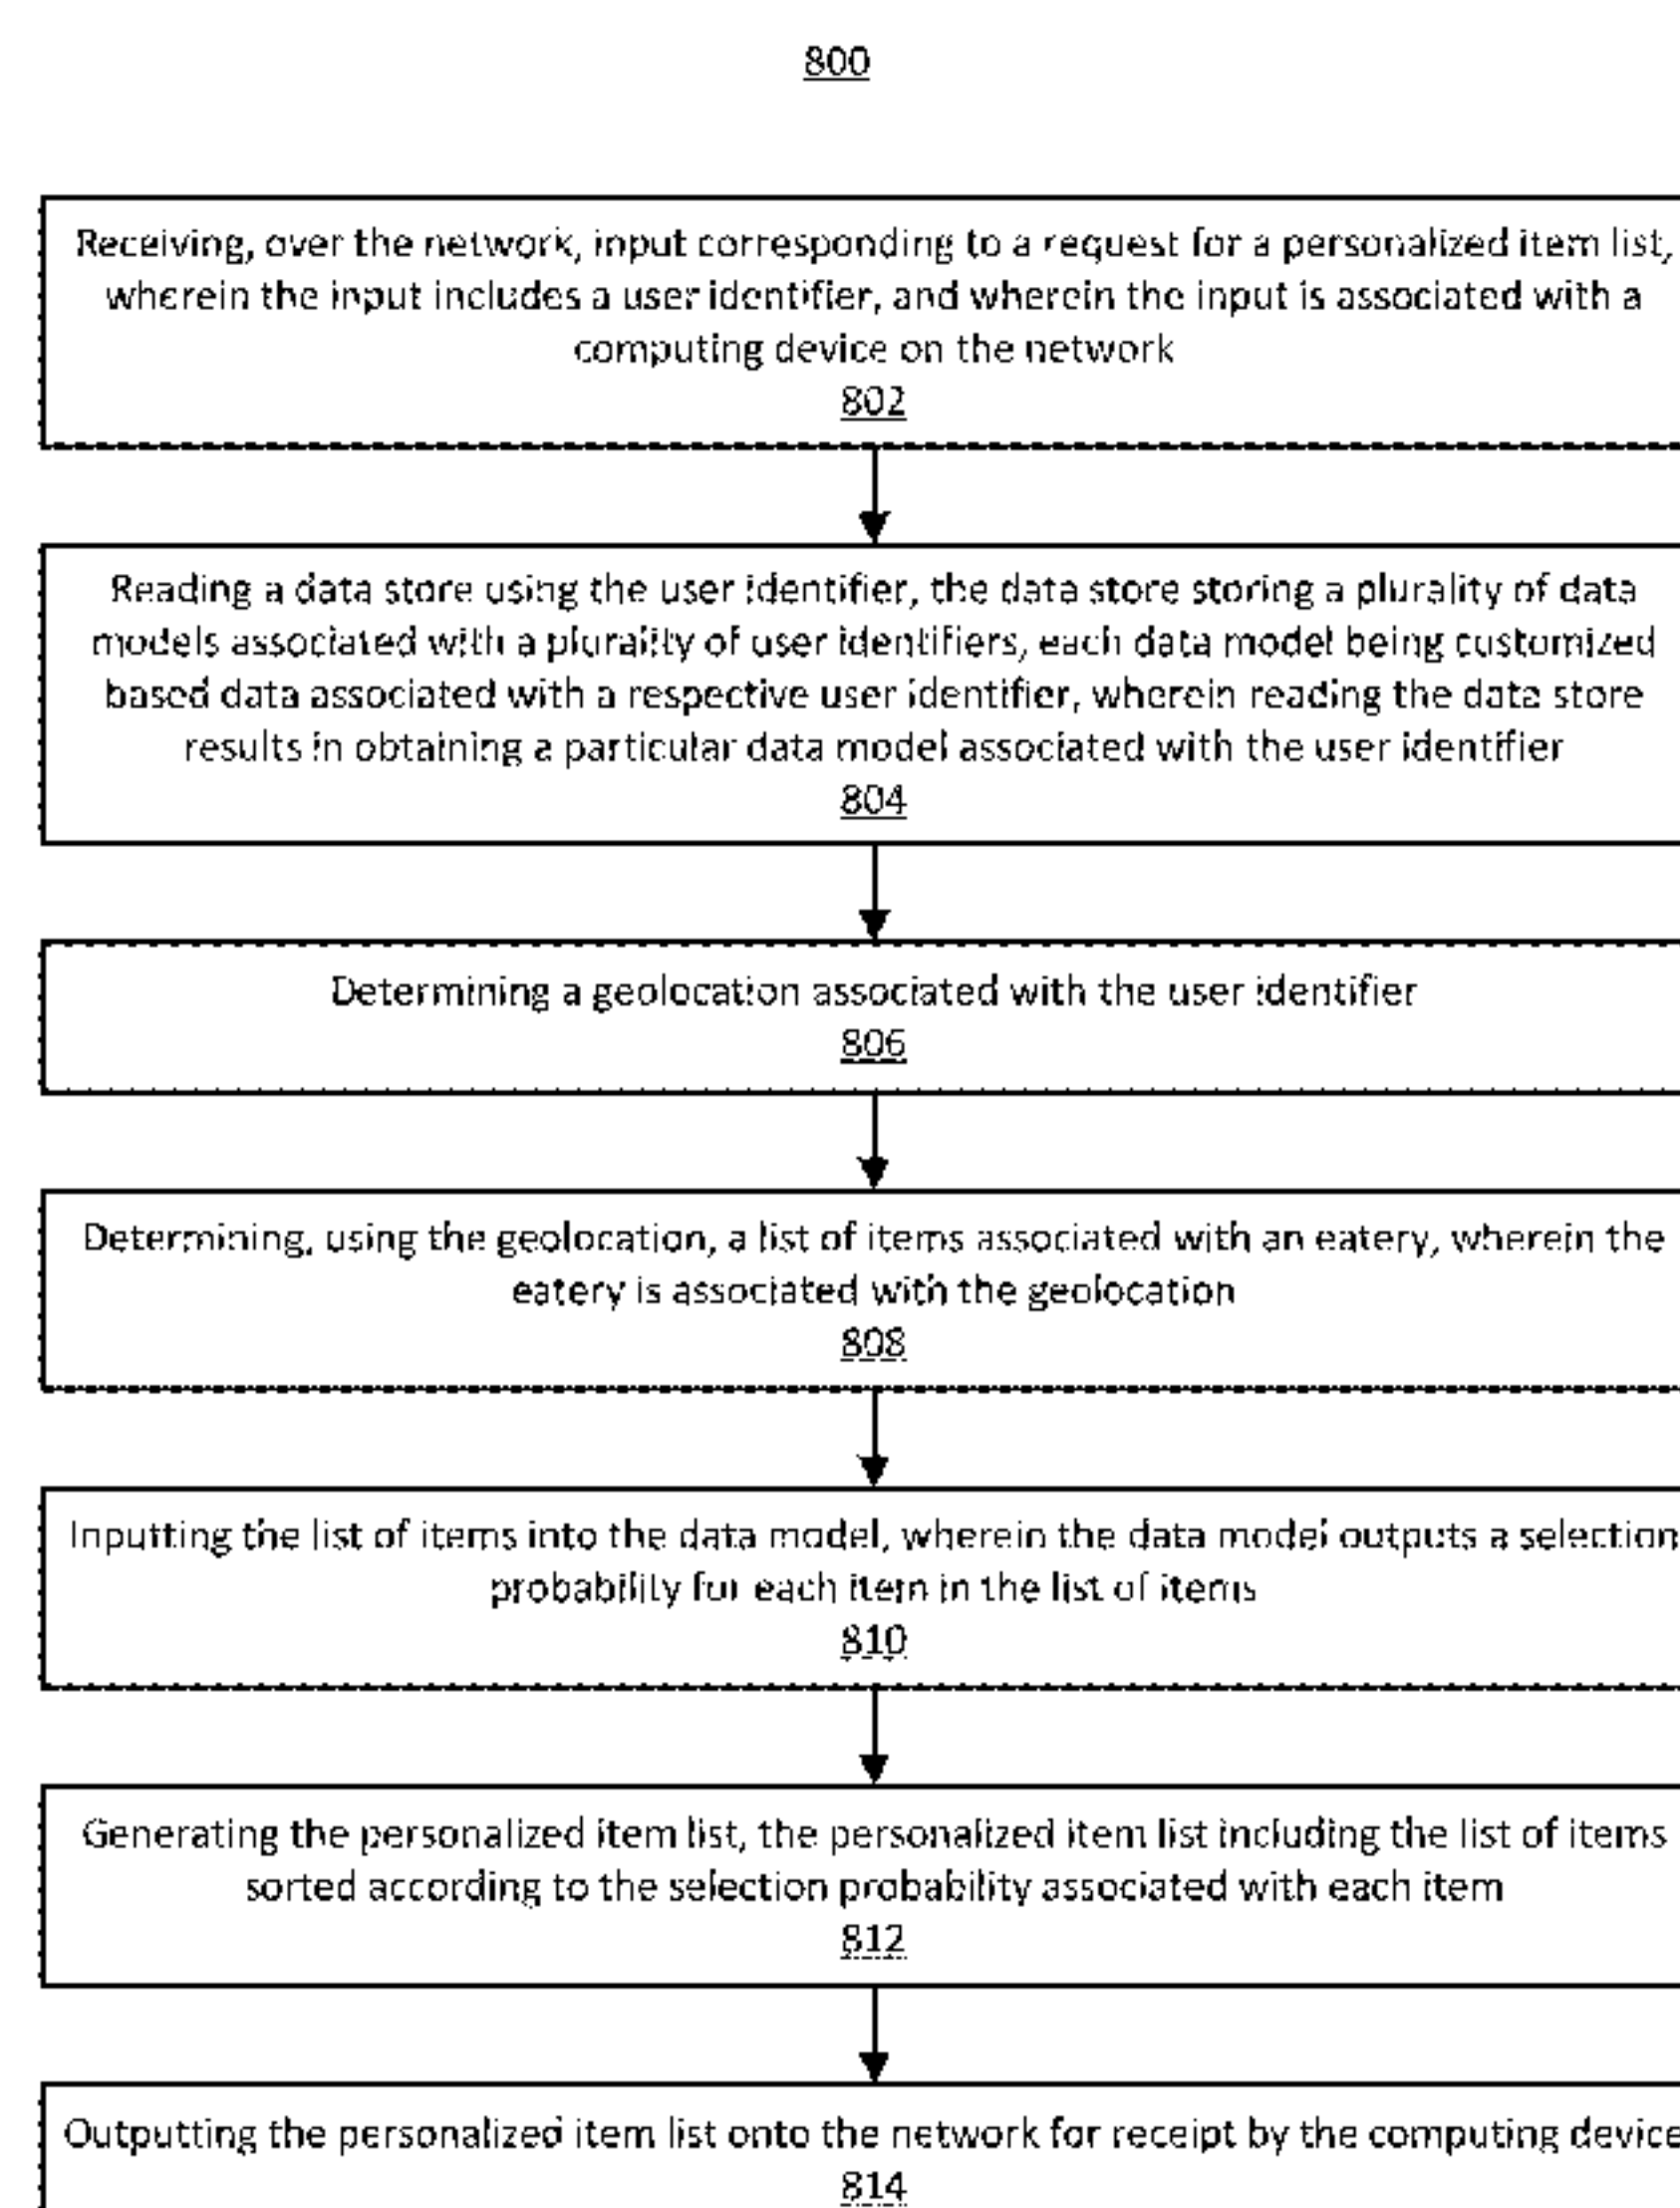 800
Receiving, over the network, input corresponding to a request for a personalized item list,
wherein the input includes a user identifier, and wherein the input is associated with a
computing device on the network
802
Reading a data store using the user identifier, the data store storing a plurality of data
models associated with a plurality of user identifiers, each data model being customized
based data associated with a respective user identifier, wherein reading the data store
results in obtaining a particular data model associated with the user identifier
804
Determining a geolocation associated with the user identifier
806
Determining, using the geolocation, a list of items associated with an eatery, wherein the
eatery is associated with the geolocation
808
Inputting the list of items into the data model, wherein the data model outputs a selection
probability for each item in the list of items
810
Generating the personalized item list, the personalized item list including the list of items
sorted according to the selection probability associated with each item
812
Outputting the personalized item list onto the network for receipt by the computing device
814